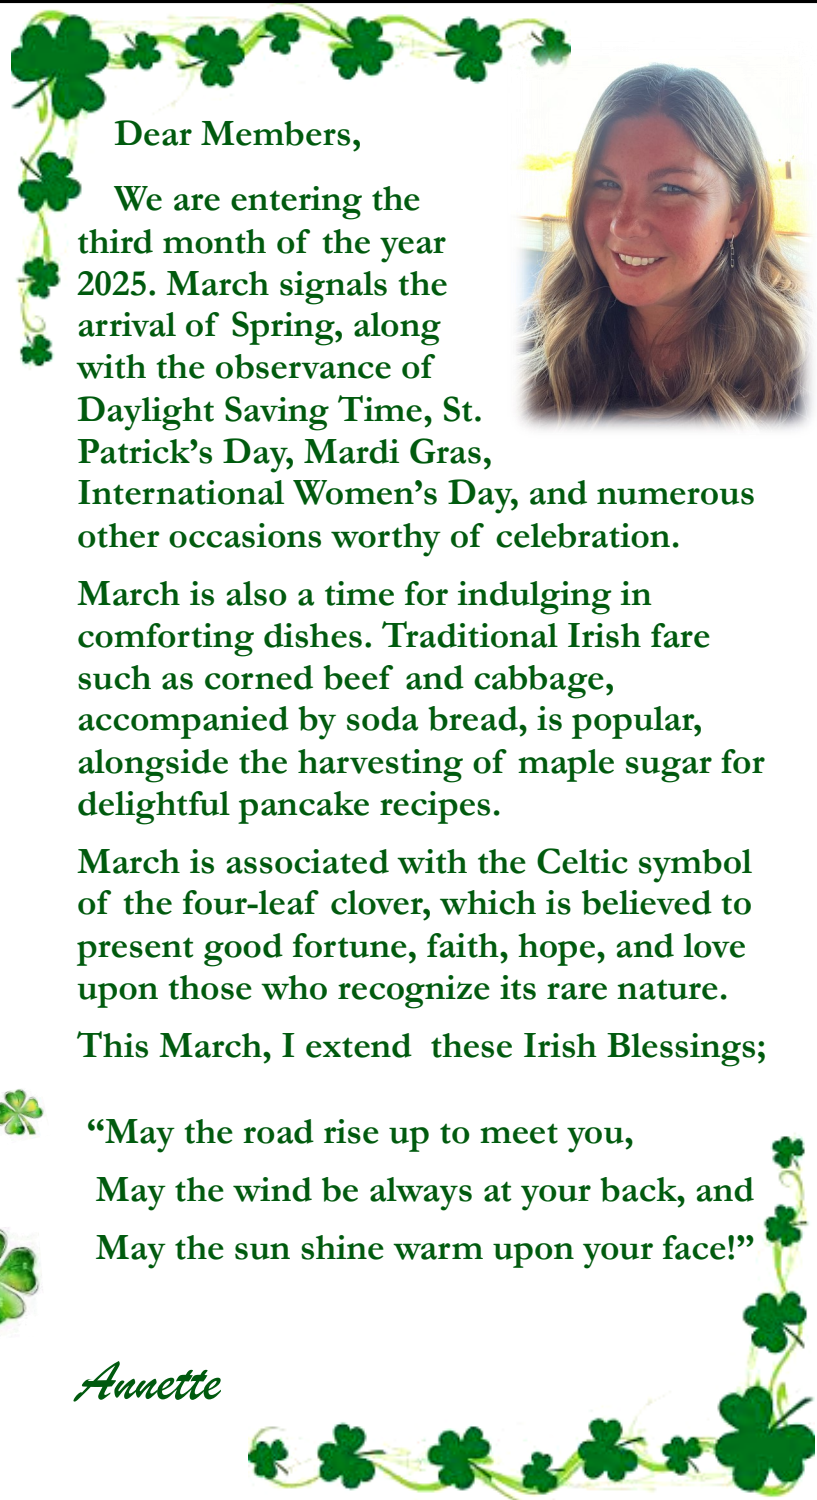 Dear Members,
We are entering the
third month of the year
2025. March signals the
arrival of Spring, along
with the observance of
Daylight Saving Time, St.
Patrick’s Day, Mardi Gras,
International Women’s Day, and numerous
other occasions worthy of celebration.
March is also a time for indulging in
comforting dishes. Traditional Irish fare
such as corned beef and cabbage,
accompanied by soda bread, is popular,
alongside the harvesting of maple sugar for
delightful pancake recipes.
March is associated with the Celtic symbol
of the four-leaf clover, which is believed to
present good fortune, faith, hope, and love
upon those who recognize its rare nature.
This March, I extend these Irish Blessings;
“May the road rise up to meet you,
May the wind be always at your back, and
May the sun shine warm upon your face!”
Annette